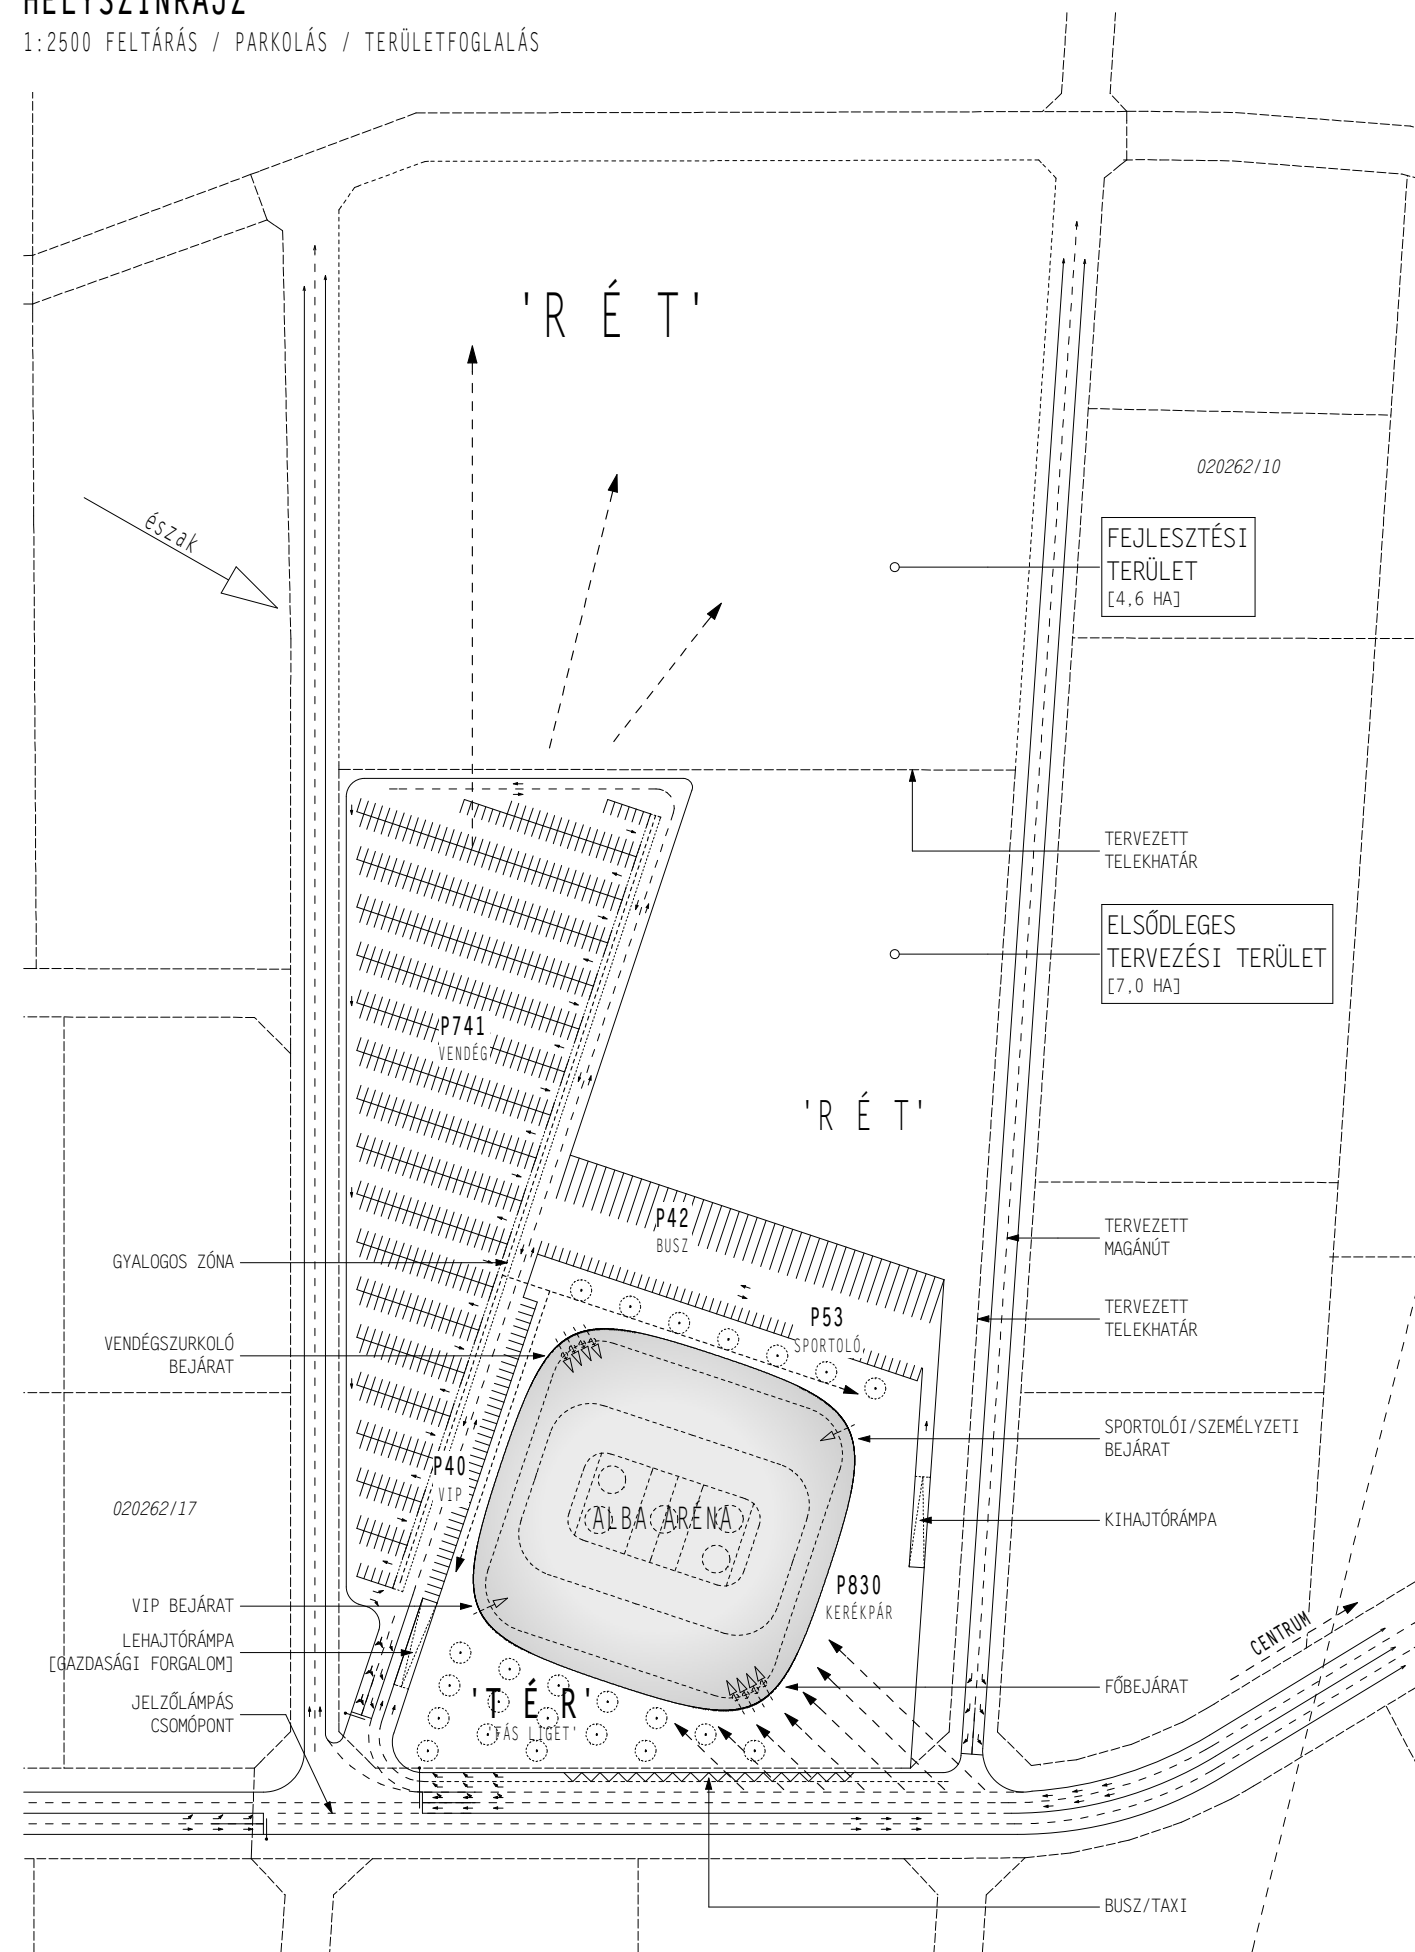 HELYSZÍNRAJZ
1:2500 FELTÁRÁS / PARKOLÁS / TERÜLETFOGLALÁS
'R É T'
020262/10
észak
FEJLESZTÉSI
TERÜLET
[4,6 HA]
TERVEZETT
TELEKHATÁR
ELSŐDLEGES
TERVEZÉSI TERÜLET
[7,0 HA]
P741
VENDÉG
'R É T'
P42
BUSZ
TERVEZETT
MAGÁNÚT
GYALOGOS ZÓNA
P53
SPORTOLÓ
TERVEZETT
TELEKHATÁR
VENDÉGSZURKOLÓ
BEJÁRAT
SPORTOLÓI/SZEMÉLYZETI
BEJÁRAT
P40
VIP
020262/17
ALBA ARÉNA
KIHAJTÓRÁMPA
P830
KERÉKPÁR
VIP BEJÁRAT
LEHAJTÓRÁMPA
[GAZDASÁGI FORGALOM]
CENTRUM
FŐBEJÁRAT
JELZŐLÁMPÁS
CSOMÓPONT
'T É R'
'FÁS LIGET'
BUSZ/TAXI